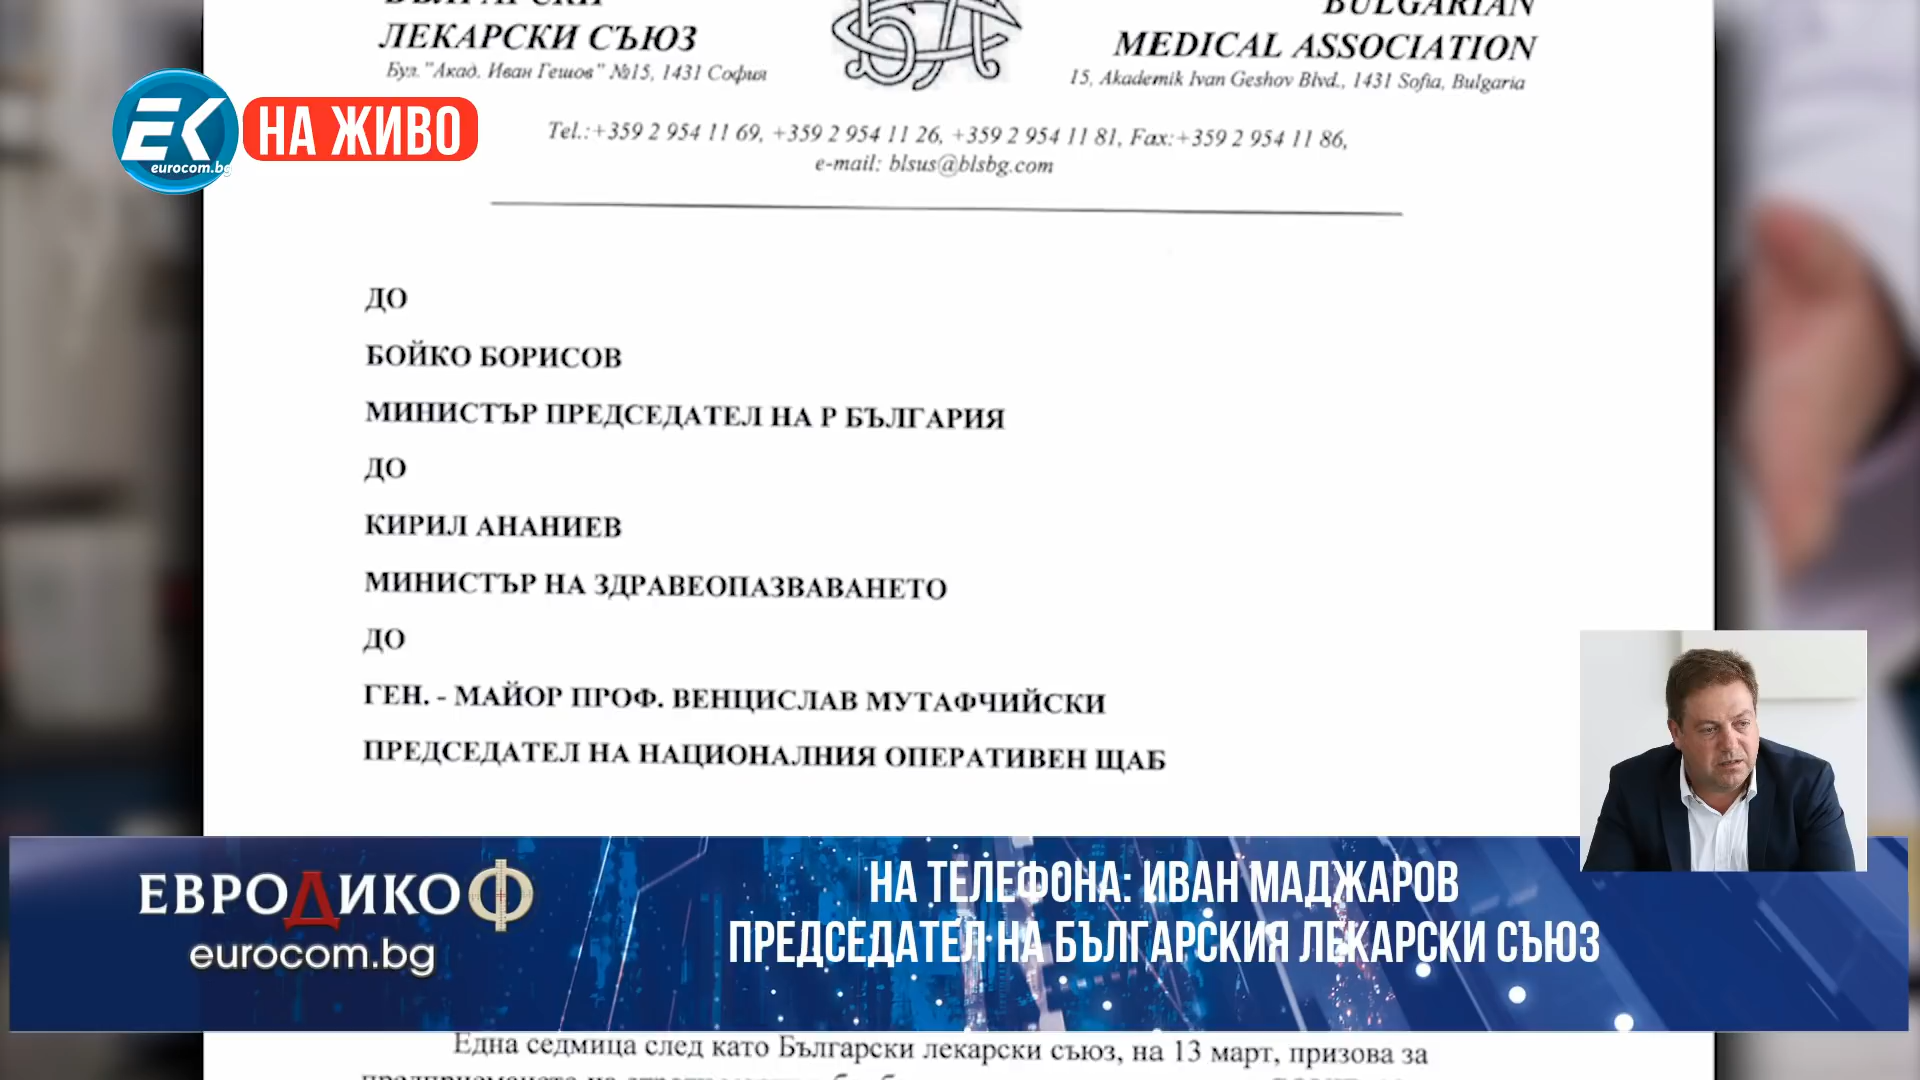 ЛЕКАРСКИ СЪЮЗ
Бул. "Акад. Иван Гешов" №15, 1431 София
BULGARIAN
MEDICAL ASSOCIATION
15, Akademik Ivan Geshov Blvd., 1431 Sofia, Bulgaria
EK
eurocom.bg
НА ЖИВО
Tel.:+359 2 954 11 69, +359 2 954 11 26, +359 2 954 11 81, Fax:+359 2 954 11 86,
e-mail: blsus@blsbg.com
ДО
БОЙКО БОРИСОВ
МИНИСТЪР ПРЕДСЕДАТЕЛ НА Р БЪЛГАРИЯ
ДО
КИРИЛ АНАНИЕВ
МИНИСТЪР НА ЗДРАВЕОПАЗВАВАНЕТО
ДО
ГЕН. - МАЙОР ПРОФ. ВЕНЦИСЛАВ МУТАФЧИЙСКИ
ПРЕДСЕДАТЕЛ НА НАЦИОНАЛНИЯ ОПЕРАТИВЕН ЩАБ
ЕВРОДИКОФ
eurocom.bg
НА ТЕЛЕФОНА: ИВАН МАДЖАРОВ
ПРЕДСЕДАТЕЛ НА БЪЛГАРСКИЯ ЛЕКАРСКИ СЪЮЗ
Една седмица след като Български лекарски съюз, на 13 март, призова за